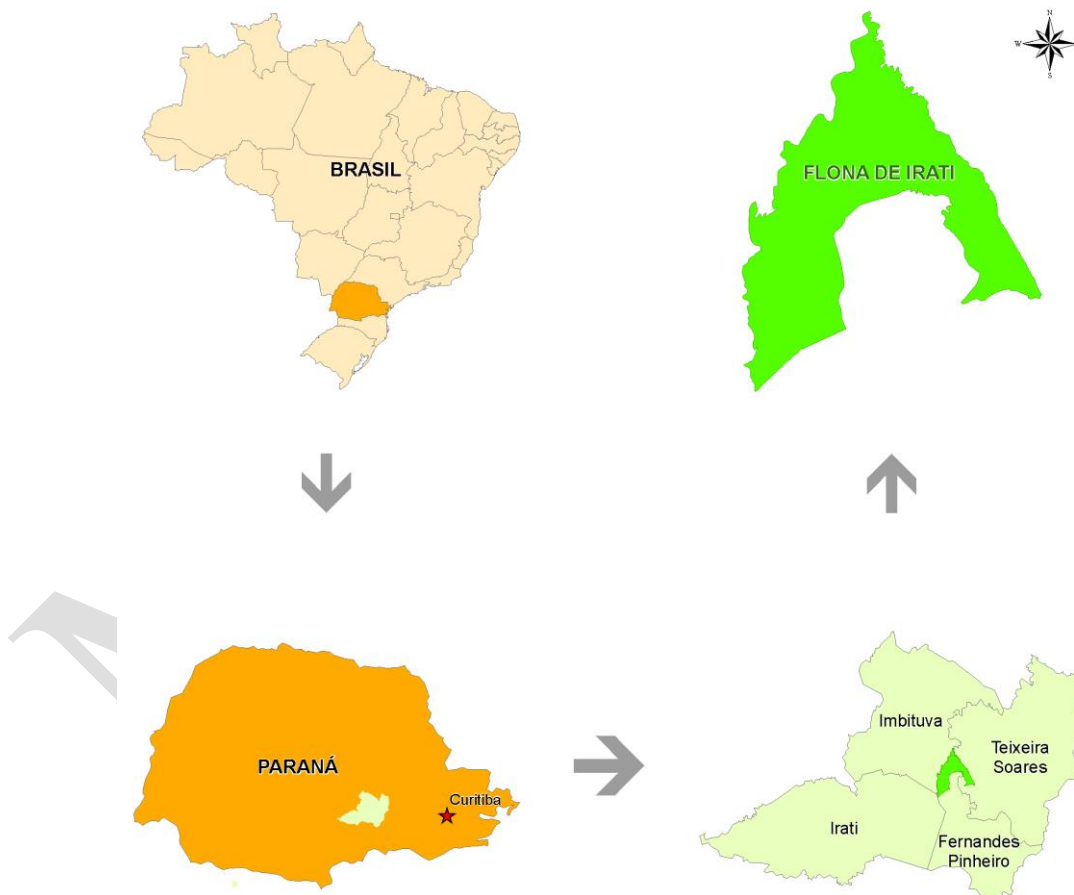 BRASIL
FLONA DE IRATI
N
W
S
PARANÁ
Curitiba
Imbituva
Teixeira
Soares
Irati
Fernandes
Pinheiro